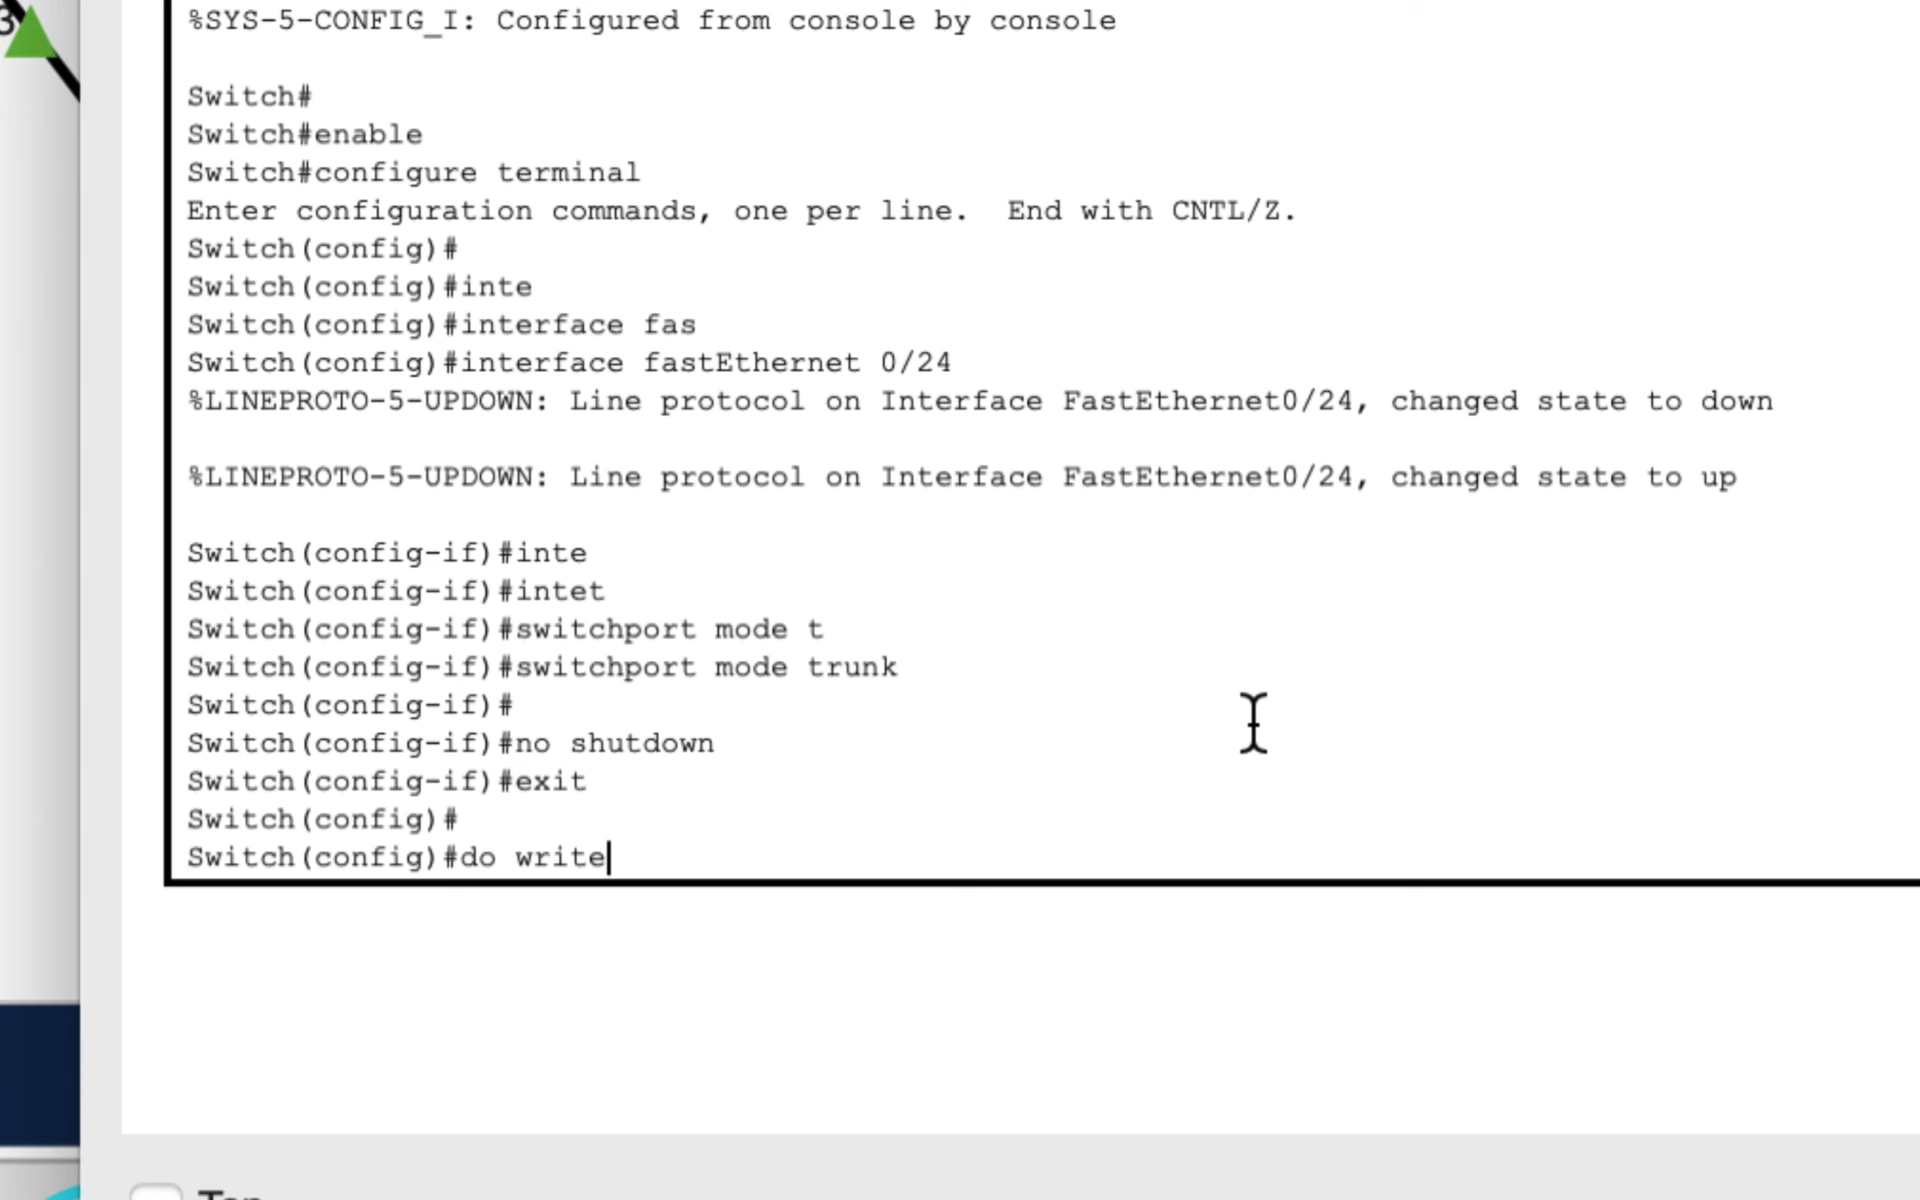 3
%SYS-5-CONFIG_I: Configured from console by console
Switch#
Switch#enable
Switch#configure terminal
Enter configuration commands, one per line.  End with CNTL/Z.
Switch(config)#
Switch(config)#inte
Switch(config)#interface fas
Switch(config)#interface fastEthernet 0/24
%LINEPROTO-5-UPDOWN: Line protocol on Interface FastEthernet0/24, changed state to down
%LINEPROTO-5-UPDOWN: Line protocol on Interface FastEthernet0/24, changed state to up
Switch(config-if)#inte
Switch(config-if)#intet
Switch(config-if)#switchport mode t
Switch(config-if)#switchport mode trunk
Switch(config-if)#
Switch(config-if)#no shutdown
Switch(config-if)#exit
Switch(config)#
Switch(config)#do write